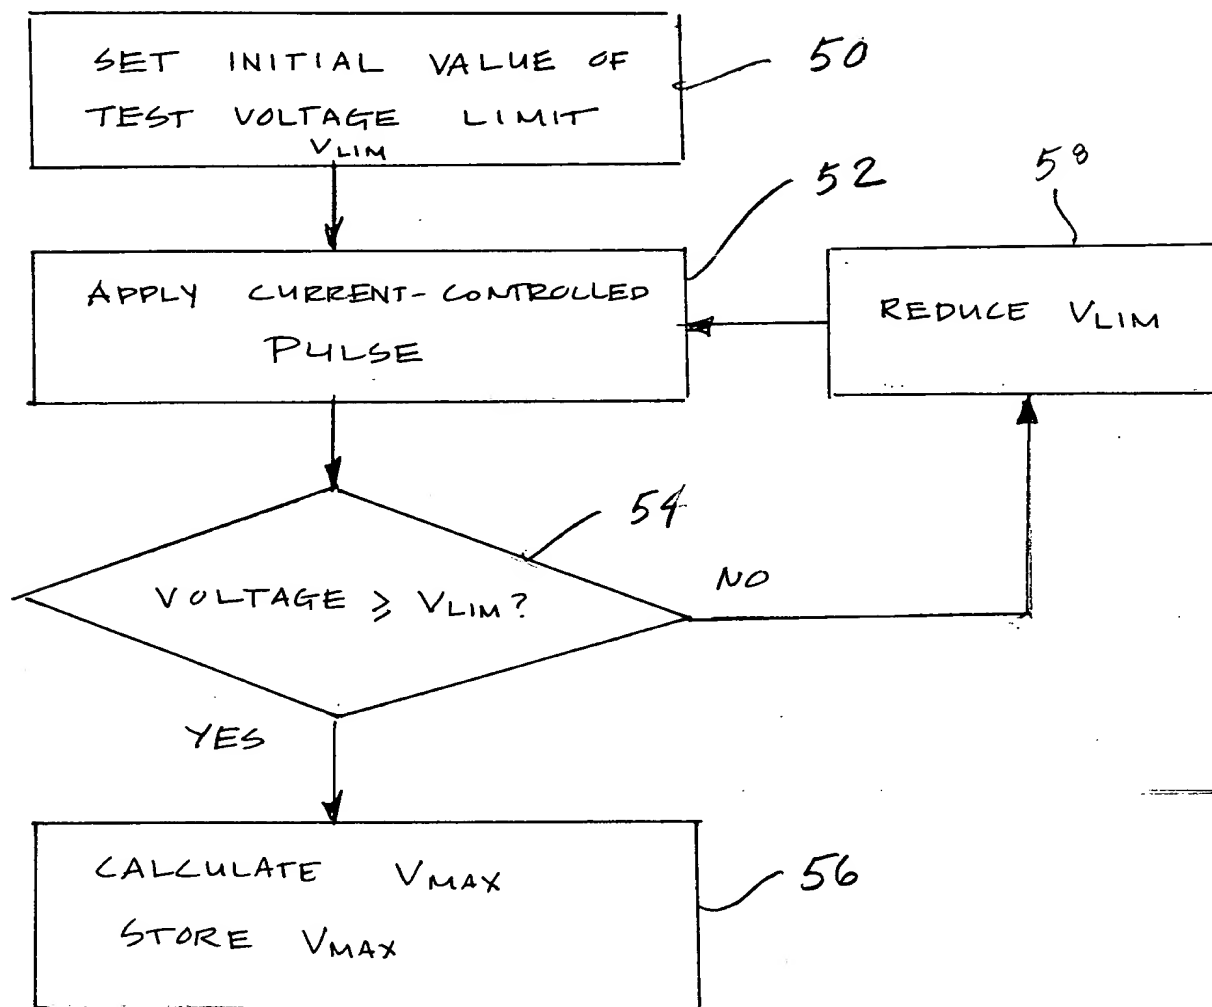 SET INITIAL VALUE OF
TEST VOLTAGE LIMIT
VLIM
50
APPLY CURRENT-CONTROLLED
PULSE
52
REDUCE VLIM
58
VOLTAGE ≥ VLIM?
54
NO
YES
CALCULATE VMAX
STORE VMAX
56